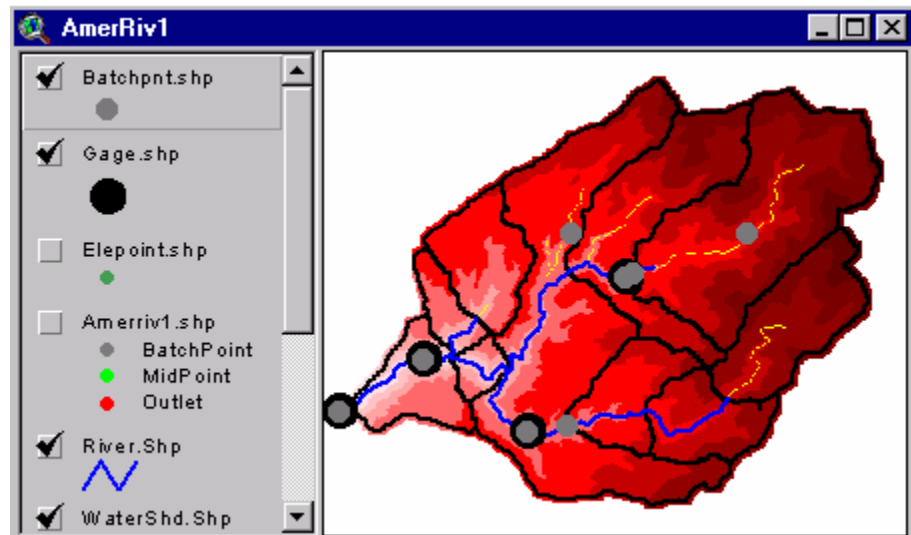 AmerRiv1
Batchpnt.shp
Gage.shp
Elepoint.shp
Amerriv1.shp
BatchPoint
MidPoint
Outlet
River.Shp
WaterShd.Shp